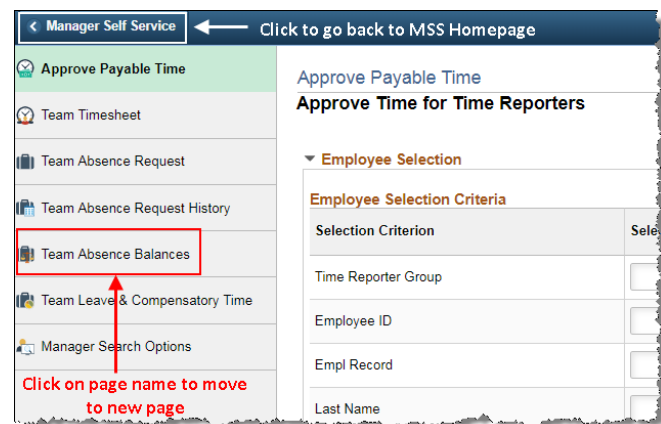 Manager Self Service
Click to go back to MSS Homepage
Approve Payable Time
Team Timesheet
Team Absence Request
Team Absence Request History
Team Absence Balances
Team Leave & Compensatory Time
Manager Search Options
Click on page name to move
to new page
Approve Payable Time
Approve Time for Time Reporters
Employee Selection
Employee Selection Criteria
Selection Criterion
Sele
Time Reporter Group
Employee ID
Empl Record
Last Name